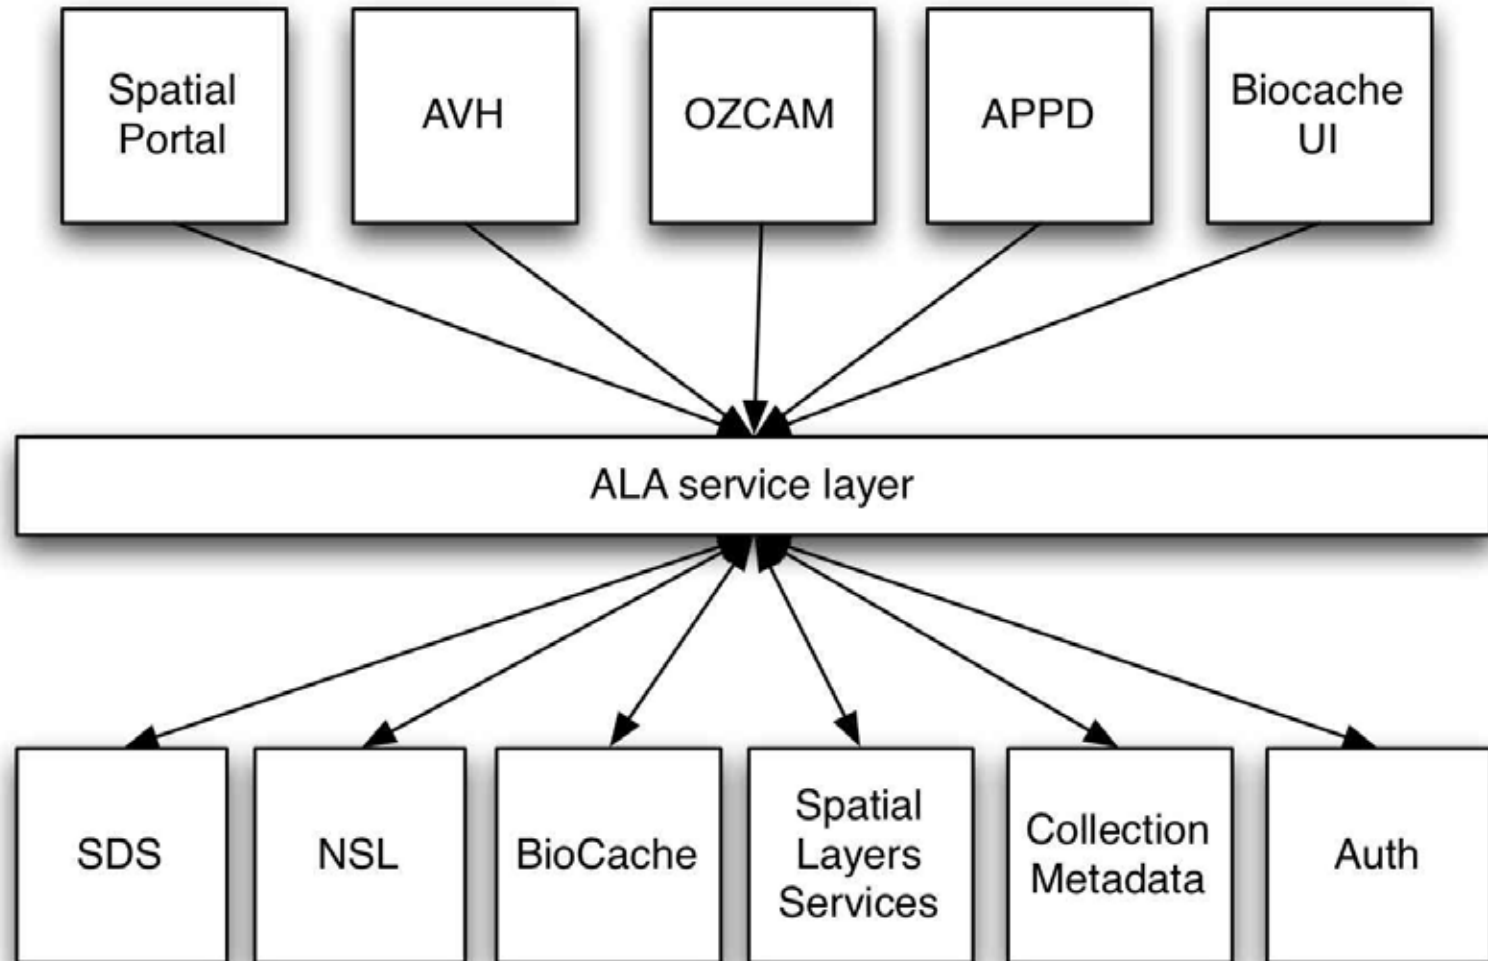 Spatial
Portal
AVH
OZCAM
APPD
Biocache
UI
ALA service layer
SDS
NSL
BioCache
Spatial
Layers
Services
Collection
Metadata
Auth